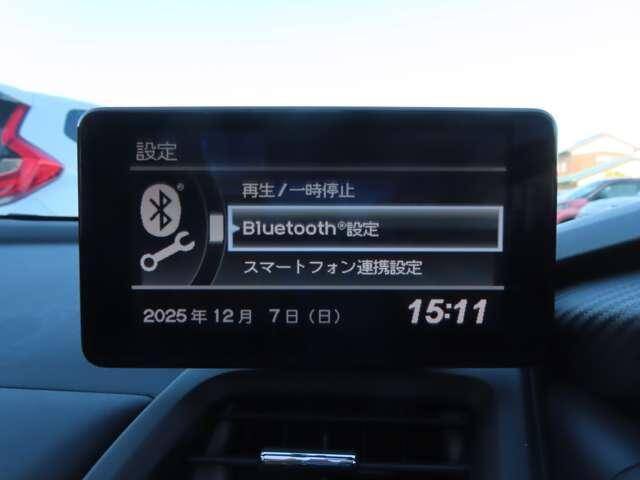 設定
再生/一時停止
Bluetooth®設定
スマートフォン連携設定
2025年12月 7日(日) 15:11